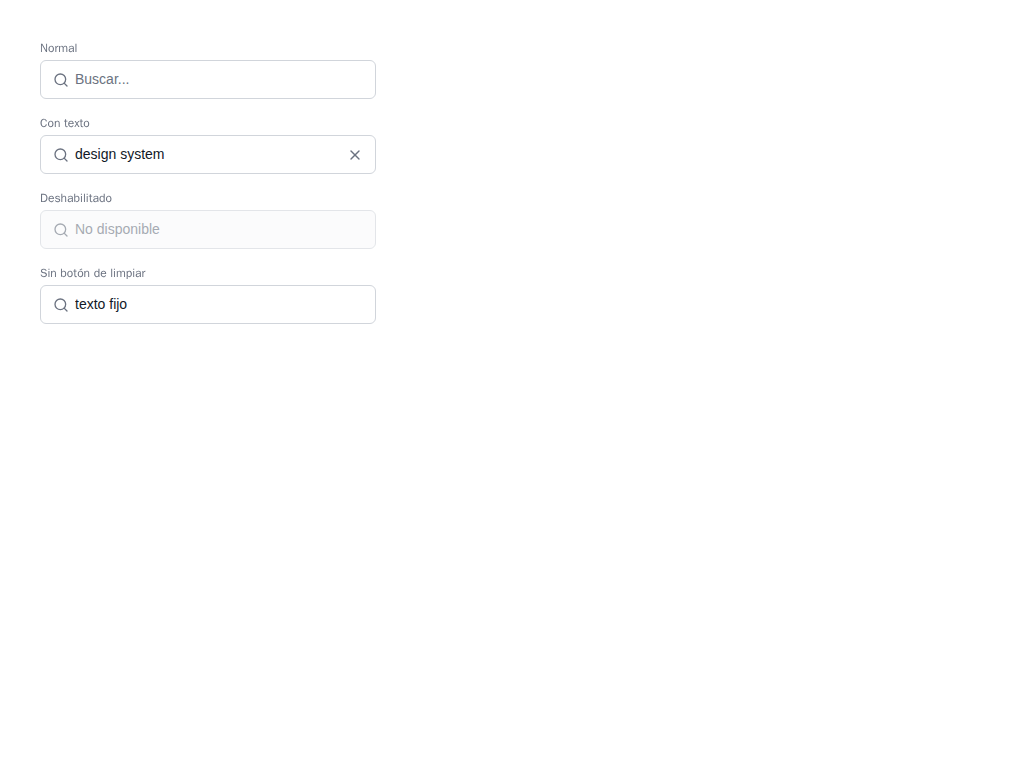 Normal
Buscar...
Con texto
design system
Deshabilitado
No disponible
Sin botón de limpiar
texto fijo